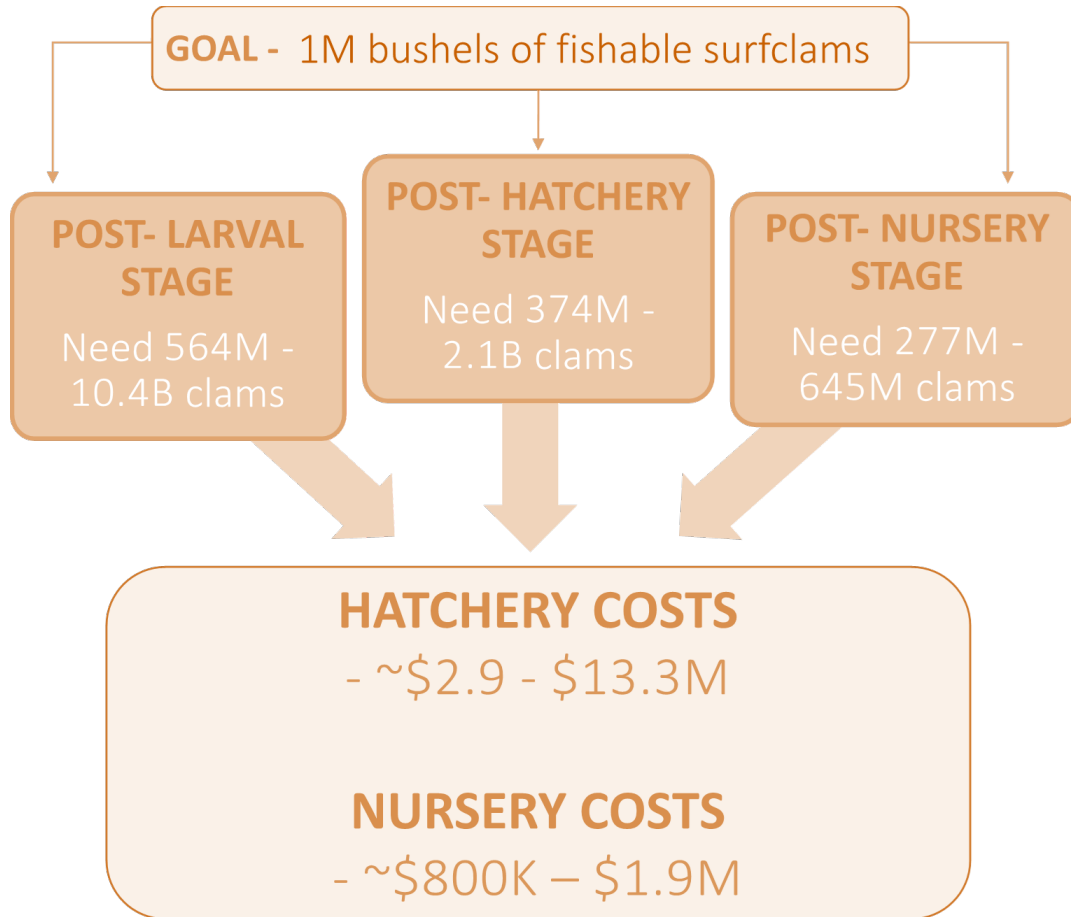 GOAL - 1M bushels of fishable surfclams
POST- LARVAL
STAGE
Need 564M -
10.4B clams
POST- HATCHERY
STAGE
Need 374M -
2.1B clams
POST- NURSERY
STAGE
Need 277M -
645M clams
HATCHERY COSTS
- ~$2.9 - $13.3M
NURSERY COSTS
- ~$800K – $1.9M